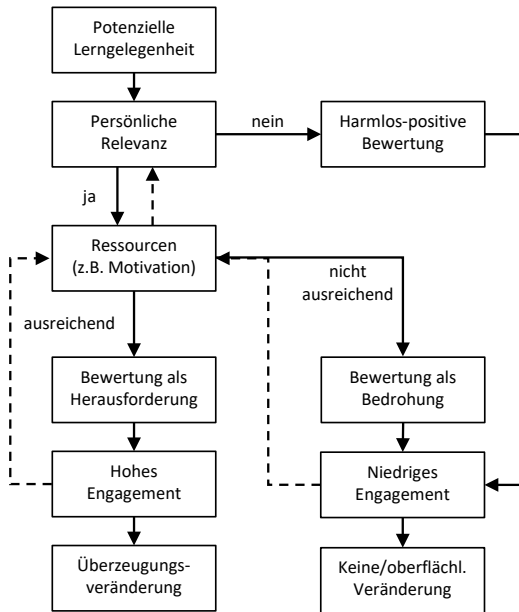 Potenzielle
Lerngelegenheit
Persönliche
Relevanz
nein
Harmlos-positive
Bewertung
ja
Ressourcen
(z.B. Motivation)
nicht
ausreichend
ausreichend
Bewertung als
Herausforderung
Bewertung als
Bedrohung
Hohes
Engagement
Niedriges
Engagement
Überzeugungs-
veränderung
Keine/oberflächl.
Veränderung